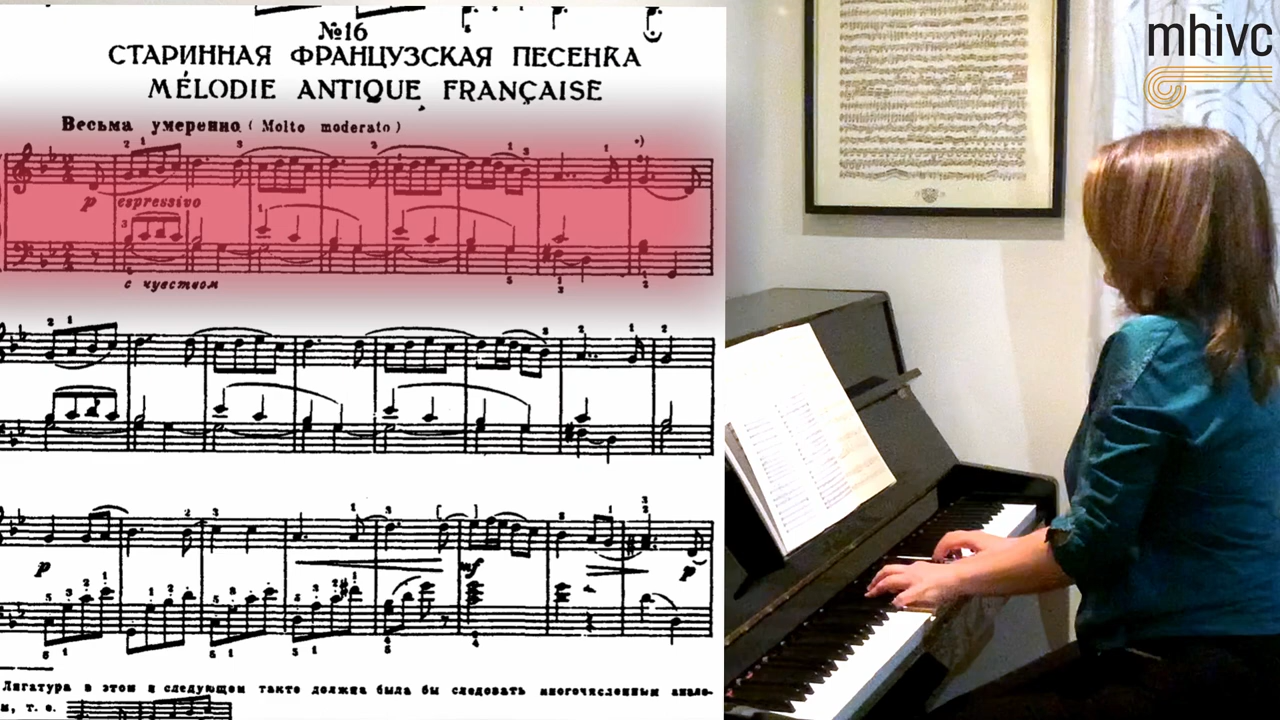 №16
СТАРИННАЯ ФРАНЦУЗСКАЯ ПЕСЕНКА
MÉLODIE ANTIQUE FRANÇAISE
Весьма умеренно (Molto moderato)
p espressivo
с чувством
p
mf
p
Лигатура в этом и следующем такте должна была бы следовать многочисленным анало-
м, т. е.
mhivc